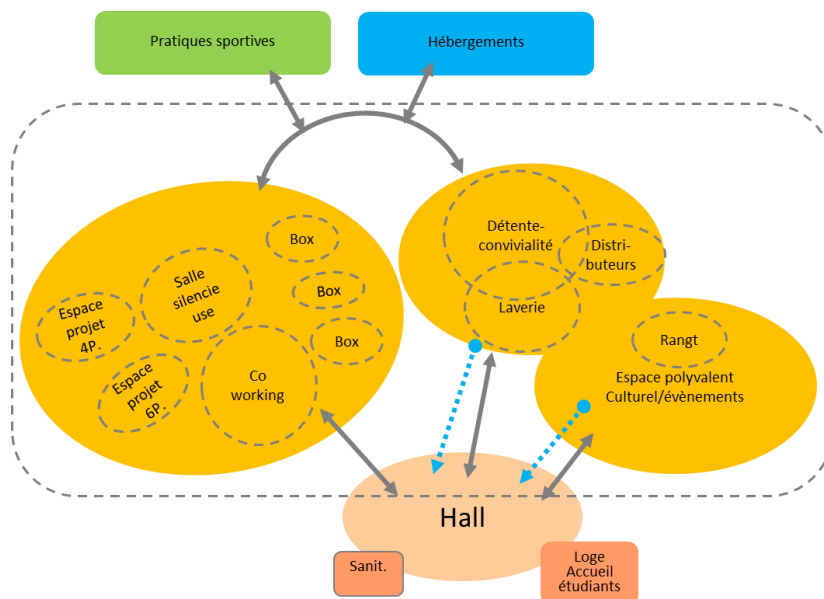 Pratiques sportives
Hébergements
Box
Salle
silencie
use
Box
Espace
projet
4P.
Box
Espace
projet
6P.
Co
working
Détente-
convivialité
Distri-
buteurs
Laverie
Rangt
Espace polyvalent
Culturel/évènements
Hall
Sanit.
Loge
Accueil
étudiants